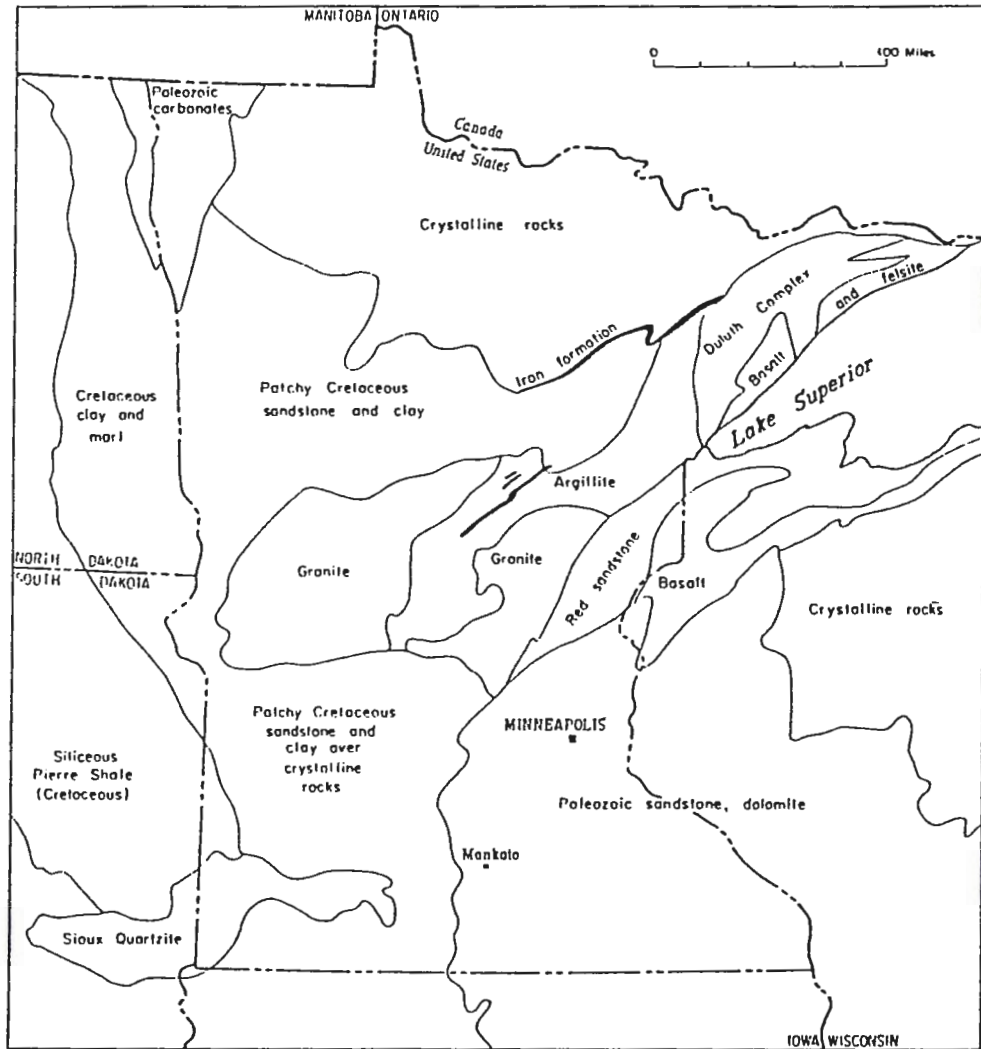 MANITOBA ONTARIO
0 100 Miles
Paleozoic
carbonates
Canada
United States
Crystalline rocks
Duluth Complex
and felsite
Basalt
Iron formation
Lake Superior
Cretaceous
clay and
marl
Patchy Cretaceous
sandstone and clay
Argillite
NORTH DAKOTA
SOUTH DAKOTA
Granite
Granite
Red sandstone
Basalt
Crystalline rocks
Patchy Cretaceous
sandstone and
clay over
crystalline
rocks
MINNEAPOLIS
Siliceous
Pierre Shale
(Cretaceous)
Paleozoic sandstone, dolomite
Mankato
Sioux Quartzite
IOWA WISCONSIN